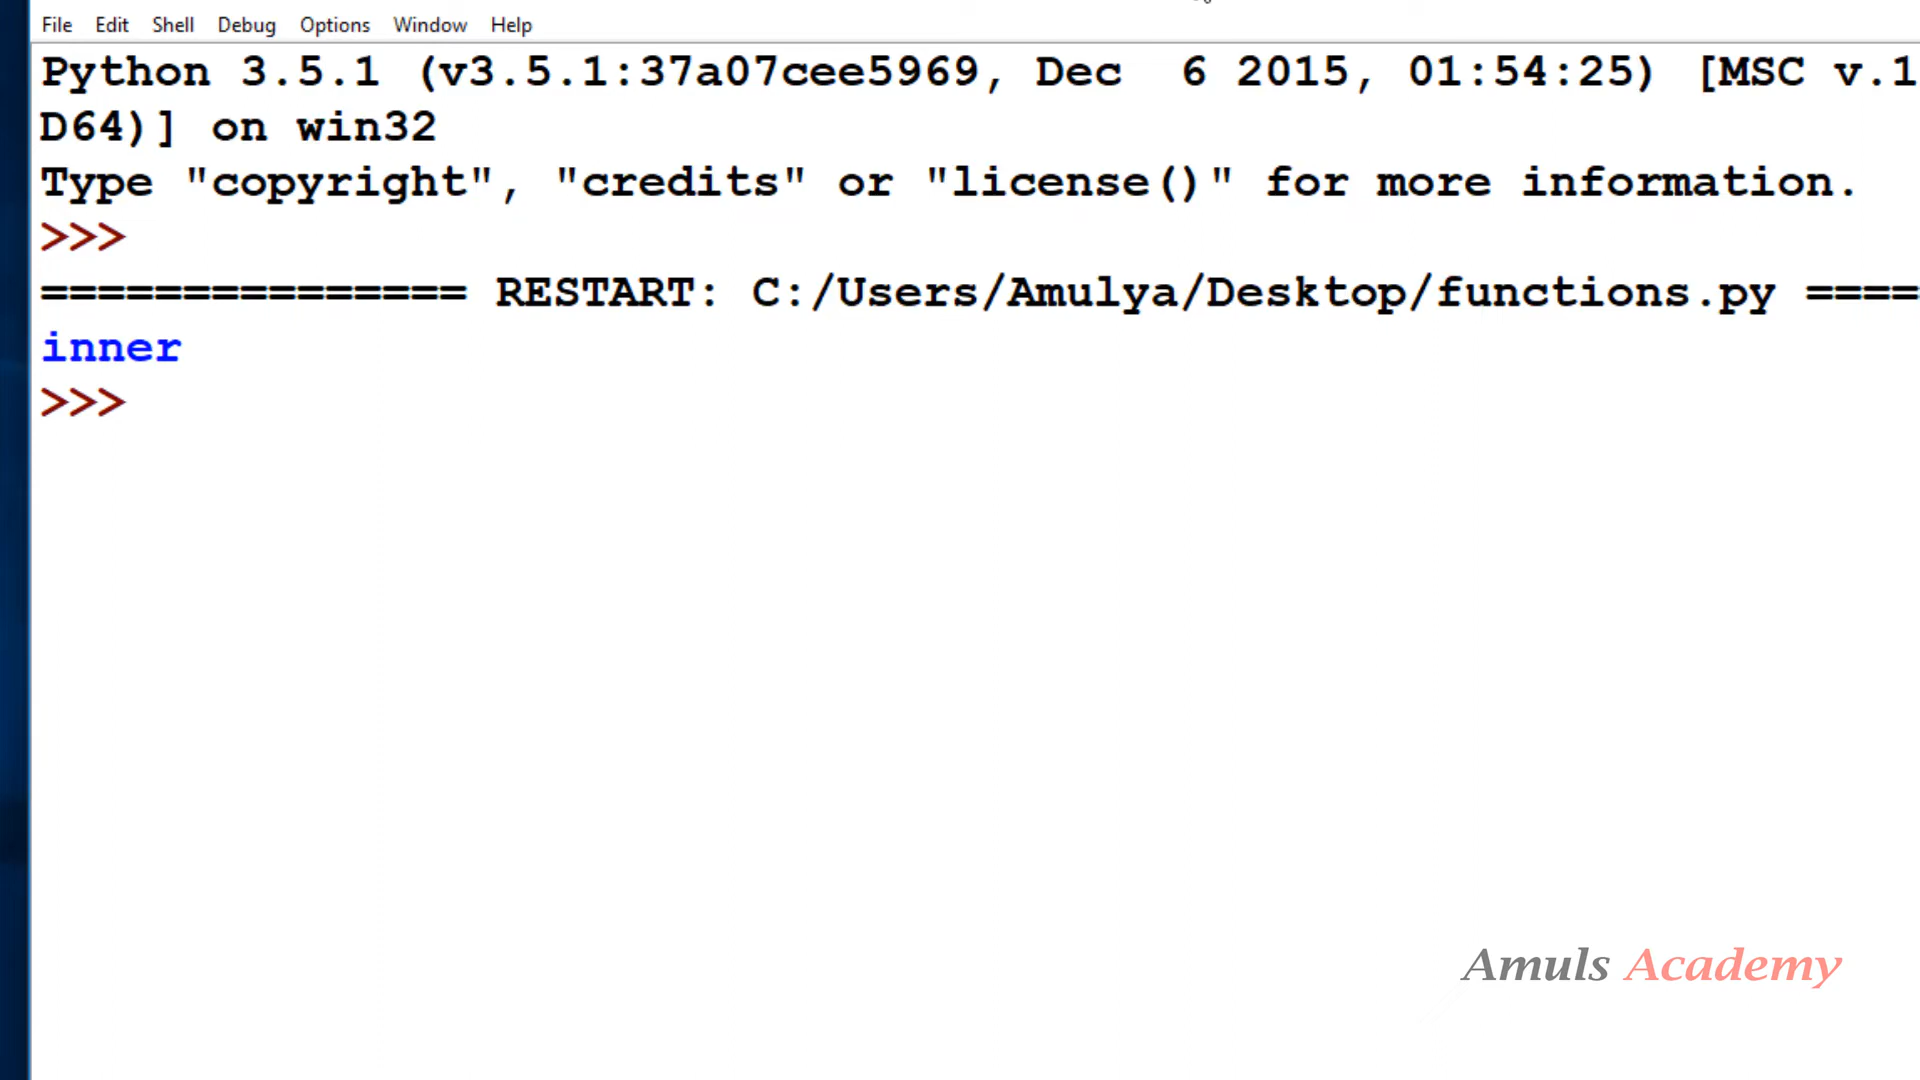 File Edit Shell Debug Options Window Help
Python 3.5.1 (v3.5.1:37a07cee5969, Dec  6 2015, 01:54:25) [MSC v.1
D64)] on win32
Type "copyright", "credits" or "license()" for more information.
>>>
=============== RESTART: C:/Users/Amulya/Desktop/functions.py ====
inner
>>>
Amuls Academy